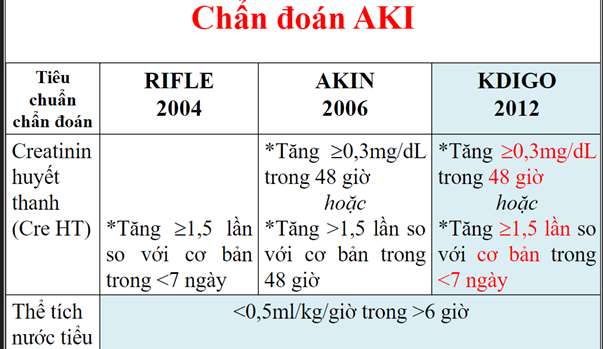 Chẩn đoán AKI
Tiêu
chuẩn
chẩn đoán
RIFLE
2004
AKIN
2006
KDIGO
2012
Creatinin
huyết
thanh
(Cre HT)
*Tăng ≥1,5 lần
so với cơ bản
trong <7 ngày
*Tăng ≥0,3mg/dL
trong 48 giờ
hoặc
*Tăng >1,5 lần so
với cơ bản trong
48 giờ
*Tăng ≥0,3mg/dL
trong 48 giờ
hoặc
*Tăng ≥1,5 lần so
với cơ bản trong
<7 ngày
Thể tích
nước tiểu
<0,5ml/kg/giờ trong >6 giờ